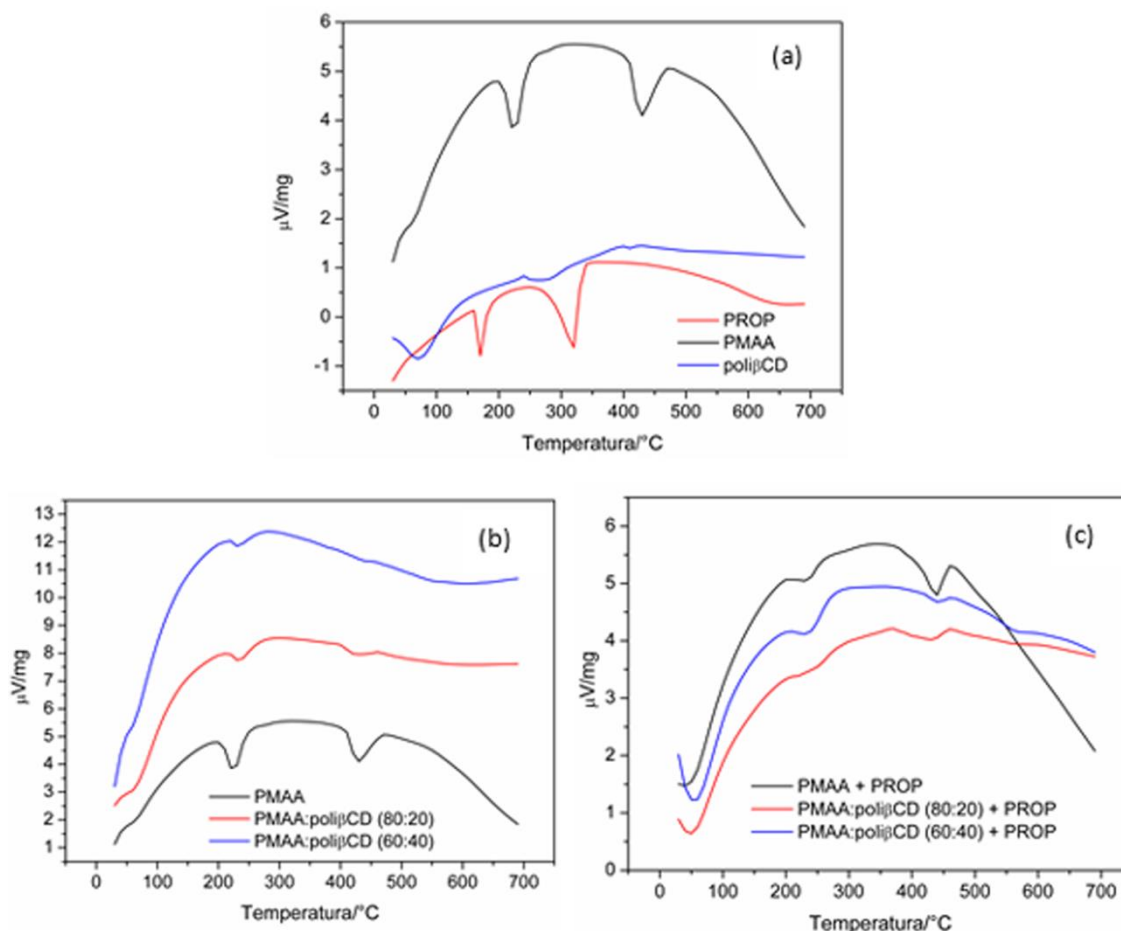 (a)
µV/mg
6
5
4
3
2
1
0
-1
PROP
PMAA
poliβCD
0 100 200 300 400 500 600 700
Temperatura/°C
(b)
µV/mg
13
12
11
10
9
8
7
6
5
4
3
2
1
PMAA
PMAA:poliβCD (80:20)
PMAA:poliβCD (60:40)
0 100 200 300 400 500 600 700
Temperatura/°C
(c)
µV/mg
6
5
4
3
2
1
0
PMAA + PROP
PMAA:poliβCD (80:20) + PROP
PMAA:poliβCD (60:40) + PROP
0 100 200 300 400 500 600 700
Temperatura/°C